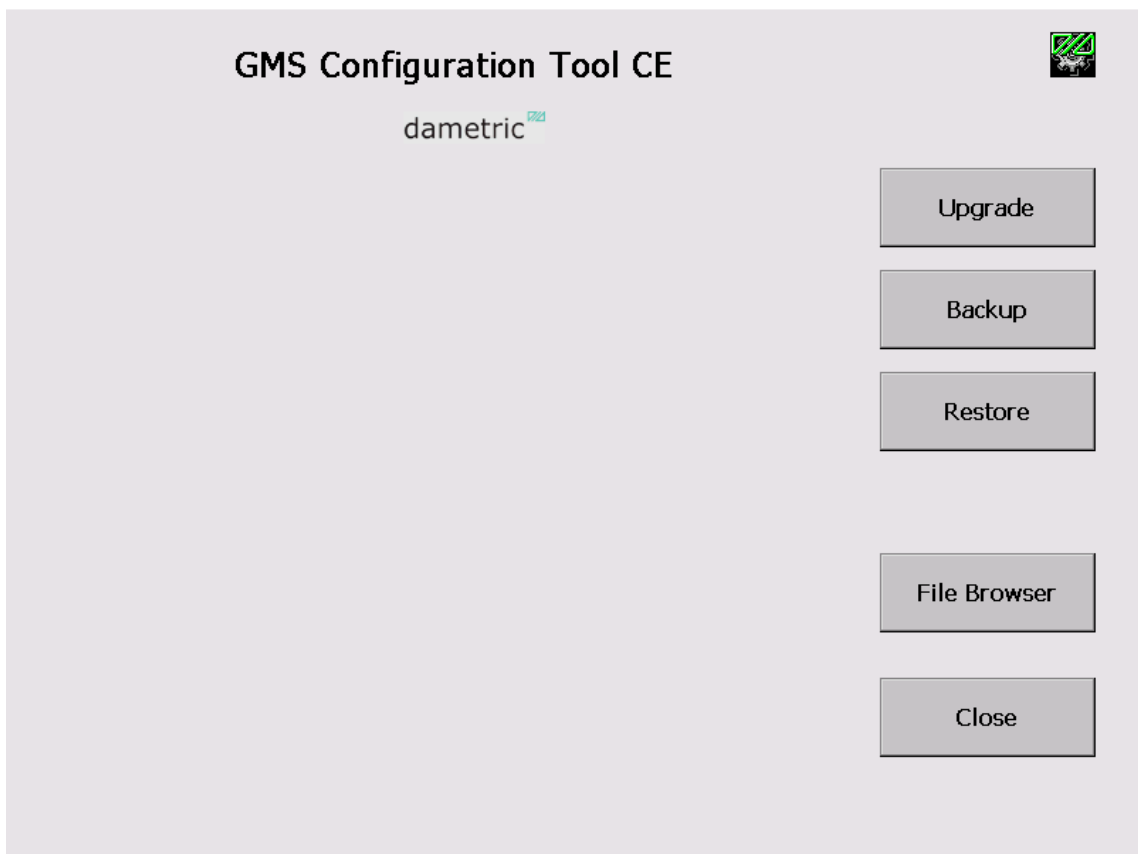 GMS Configuration Tool CE
dametric
Upgrade
Backup
Restore
File Browser
Close